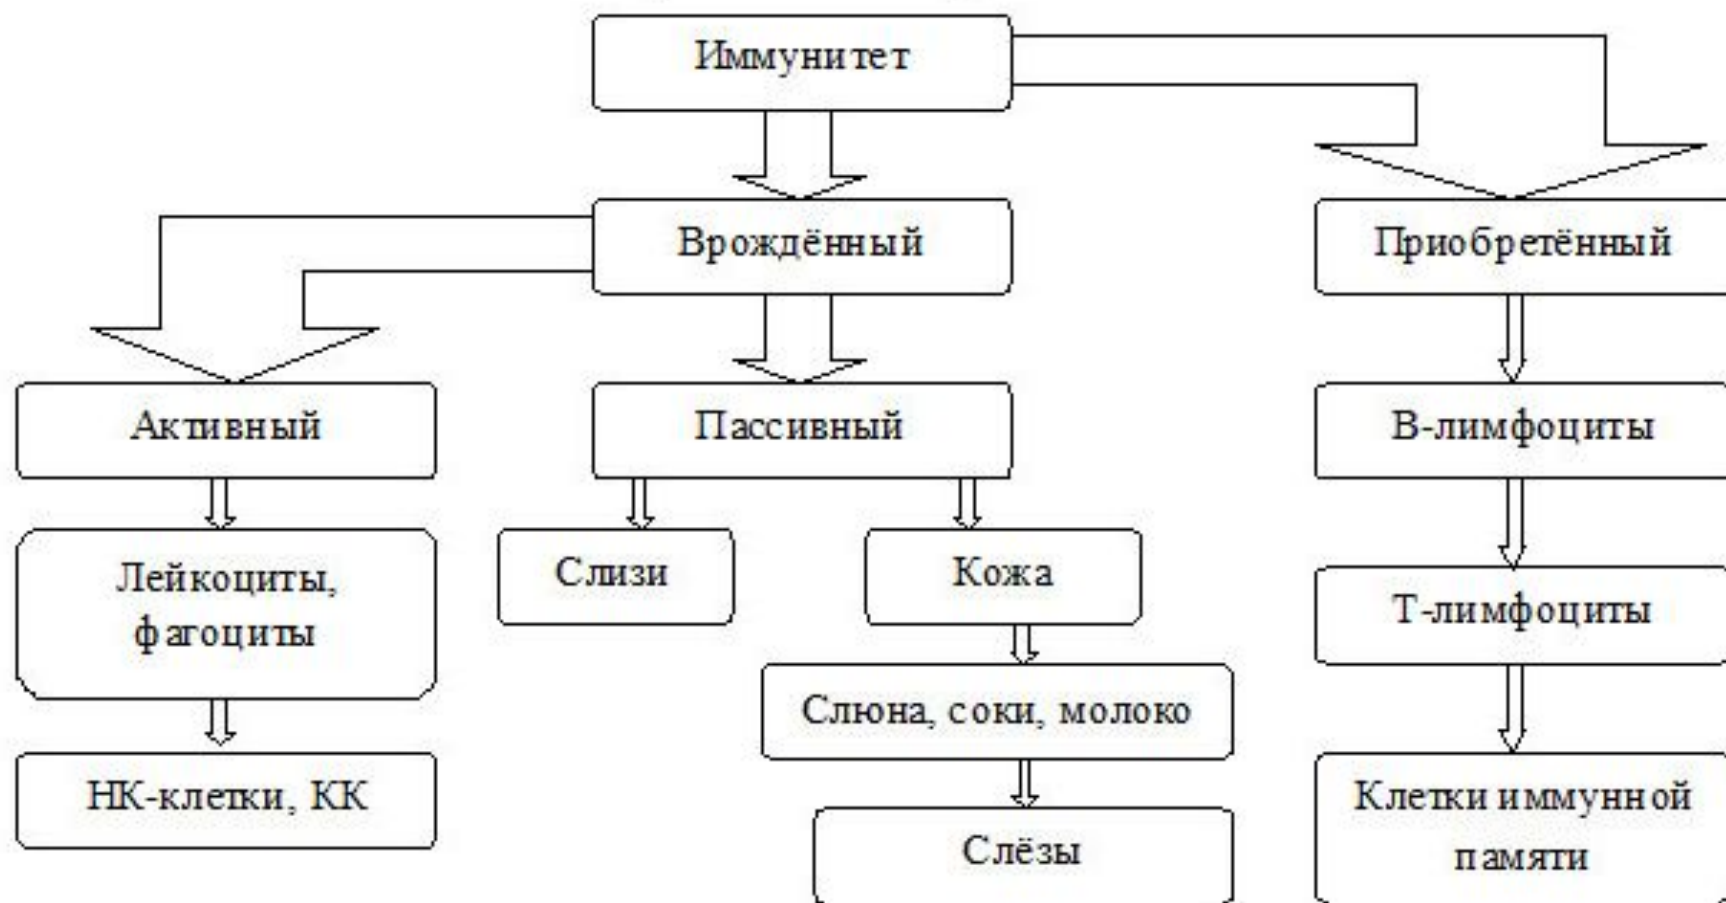 Иммунитет
Врождённый
Приобретённый
Активный
Пассивный
В-лимфоциты
Лейкоциты,
фагоциты
Слизи
Кожа
Т-лимфоциты
Слюна, соки, молоко
НК-клетки, КК
Слёзы
Клетки иммунной
памяти